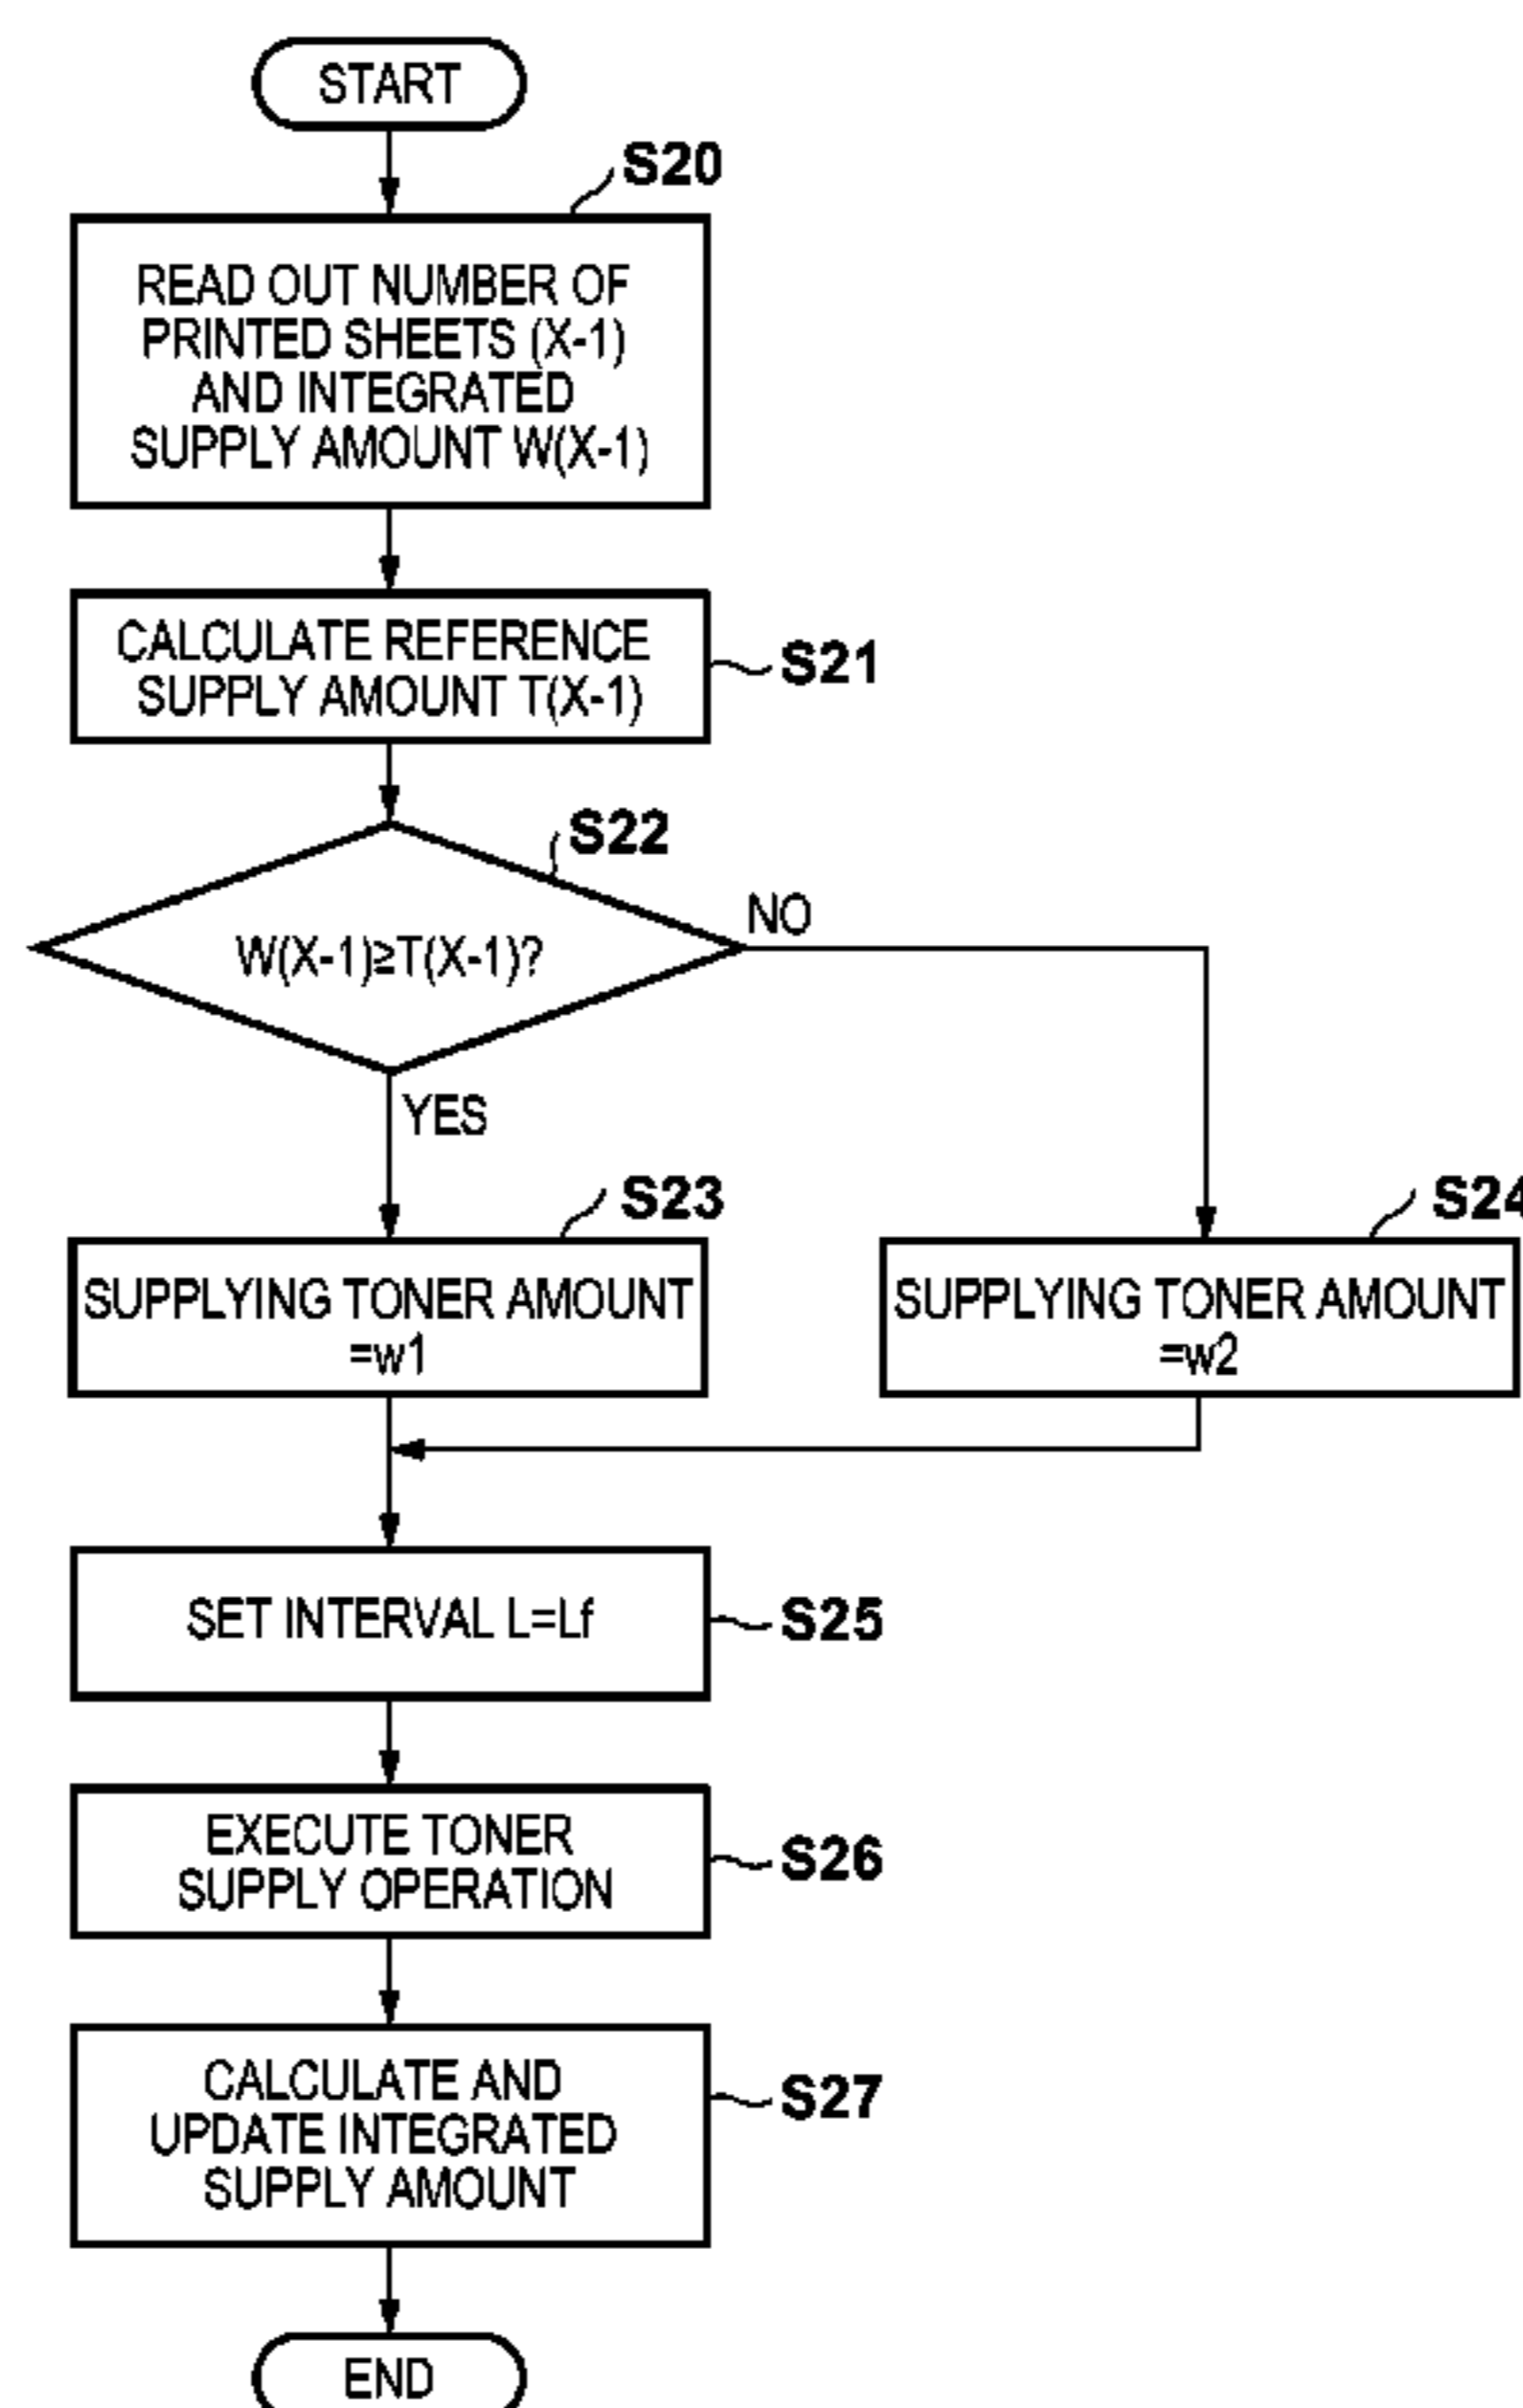 START
S20
READ OUT NUMBER OF
PRINTED SHEETS (X-1)
AND INTEGRATED
SUPPLY AMOUNT W(X-1)
CALCULATE REFERENCE
SUPPLY AMOUNT T(X-1)
S21
S22
W(X-1)≥T(X-1)?
NO
YES
S23
SUPPLYING TONER AMOUNT
=w1
S24
SUPPLYING TONER AMOUNT
=w2
SET INTERVAL L=Lf
S25
EXECUTE TONER
SUPPLY OPERATION
S26
CALCULATE AND
UPDATE INTEGRATED
SUPPLY AMOUNT
S27
END